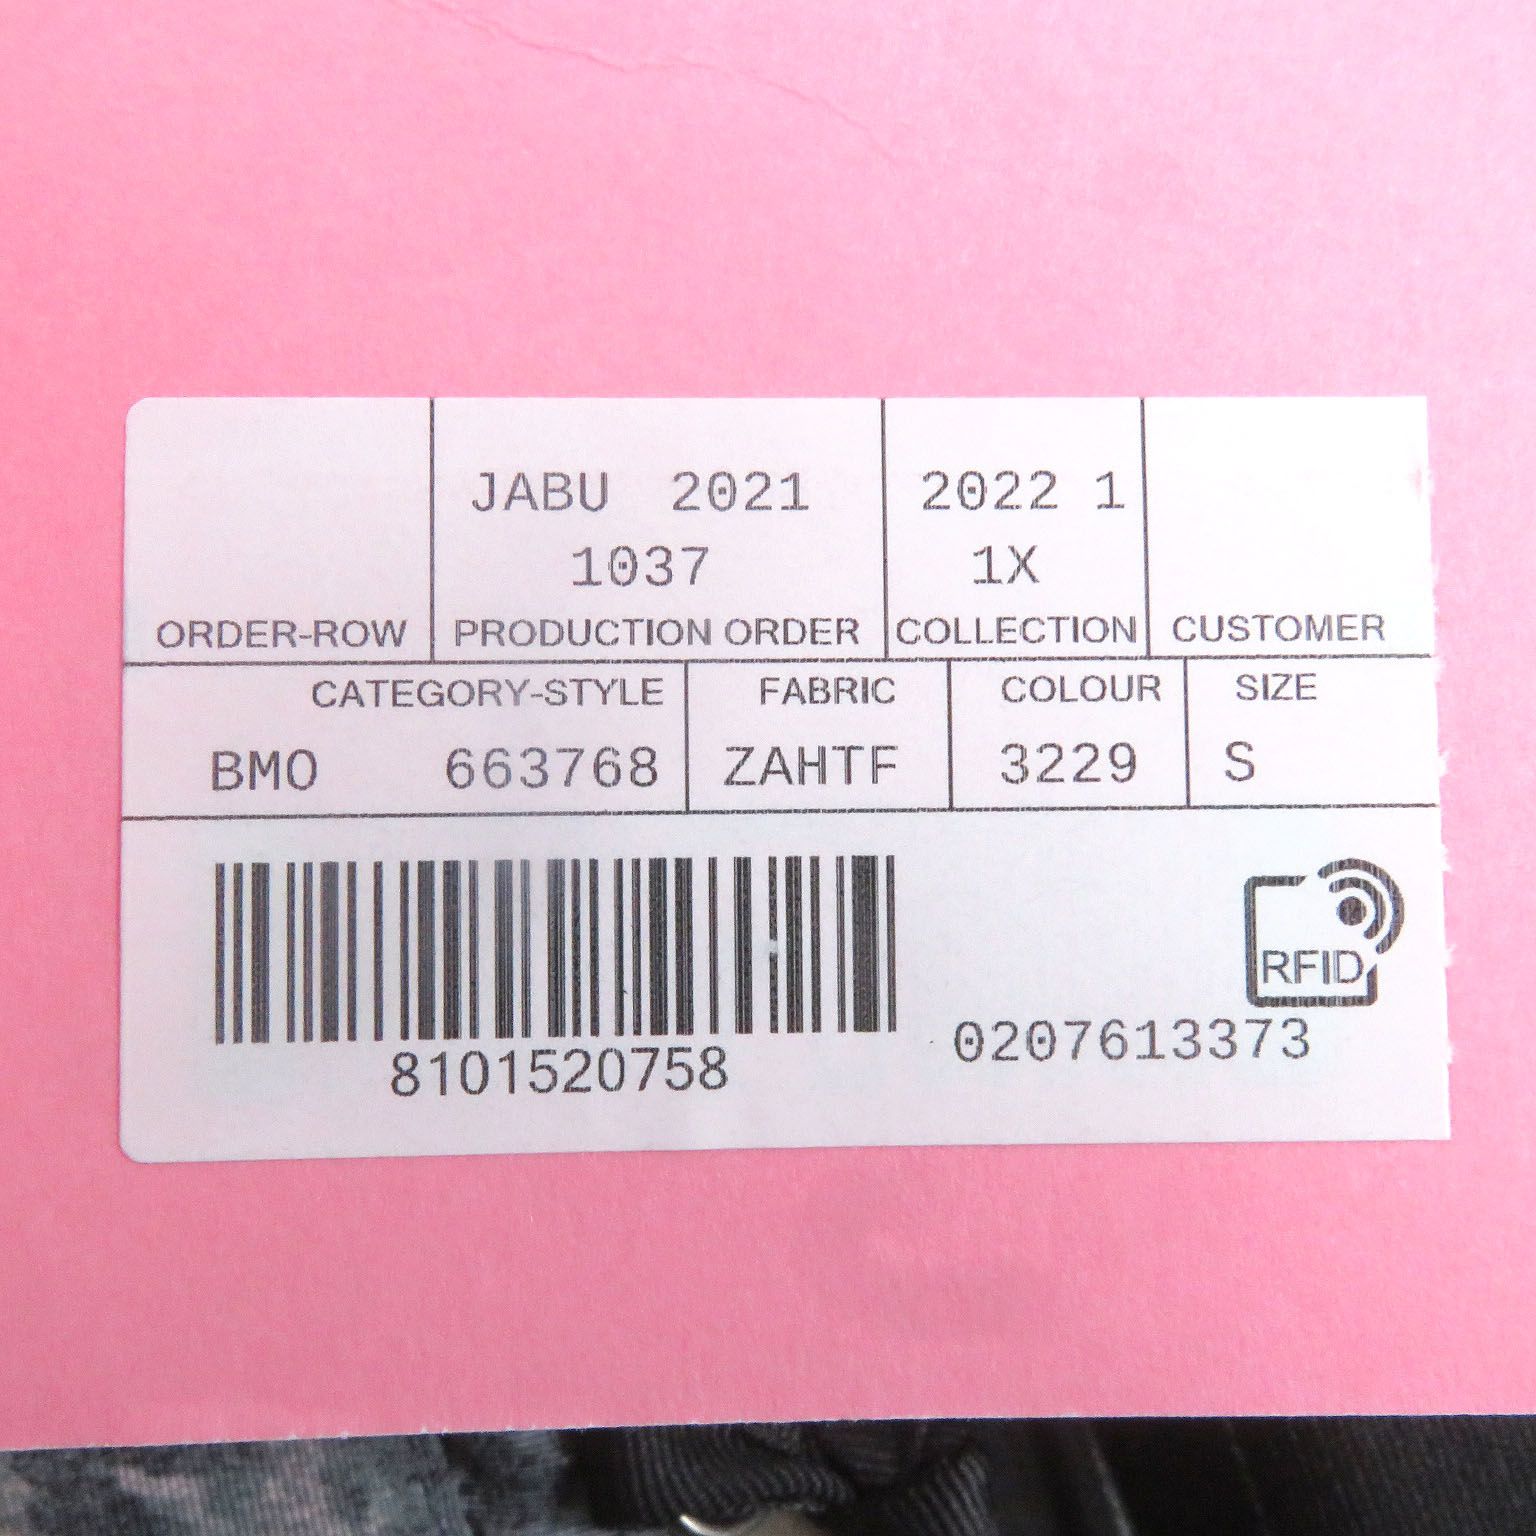 JABU 2021 2022 1
1037 1X
ORDER-ROW PRODUCTION ORDER COLLECTION CUSTOMER
CATEGORY-STYLE FABRIC COLOUR SIZE
BMO 663768 ZAHTF 3229 S
RFID
8101520758 0207613373